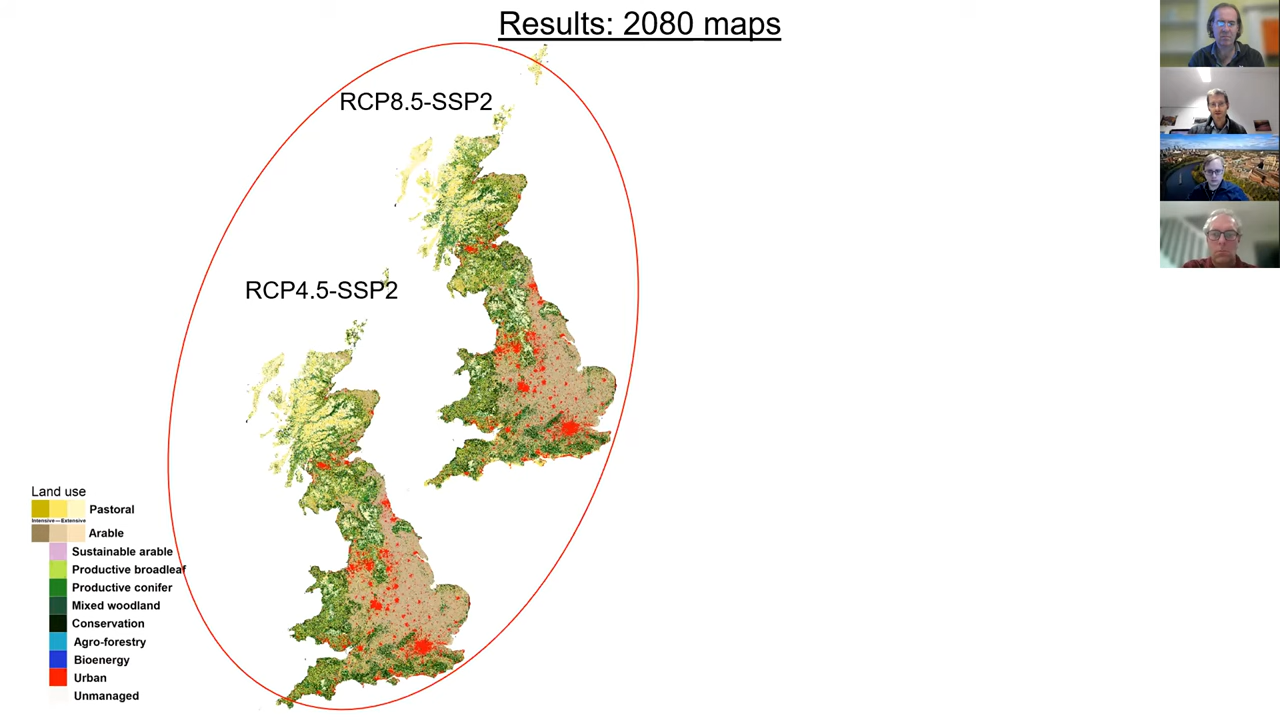 Results: 2080 maps
RCP8.5-SSP2
RCP4.5-SSP2
Land use
Pastoral
Intensive — Extensive
Arable
Sustainable arable
Productive broadleaf
Productive conifer
Mixed woodland
Conservation
Agro-forestry
Bioenergy
Urban
Unmanaged